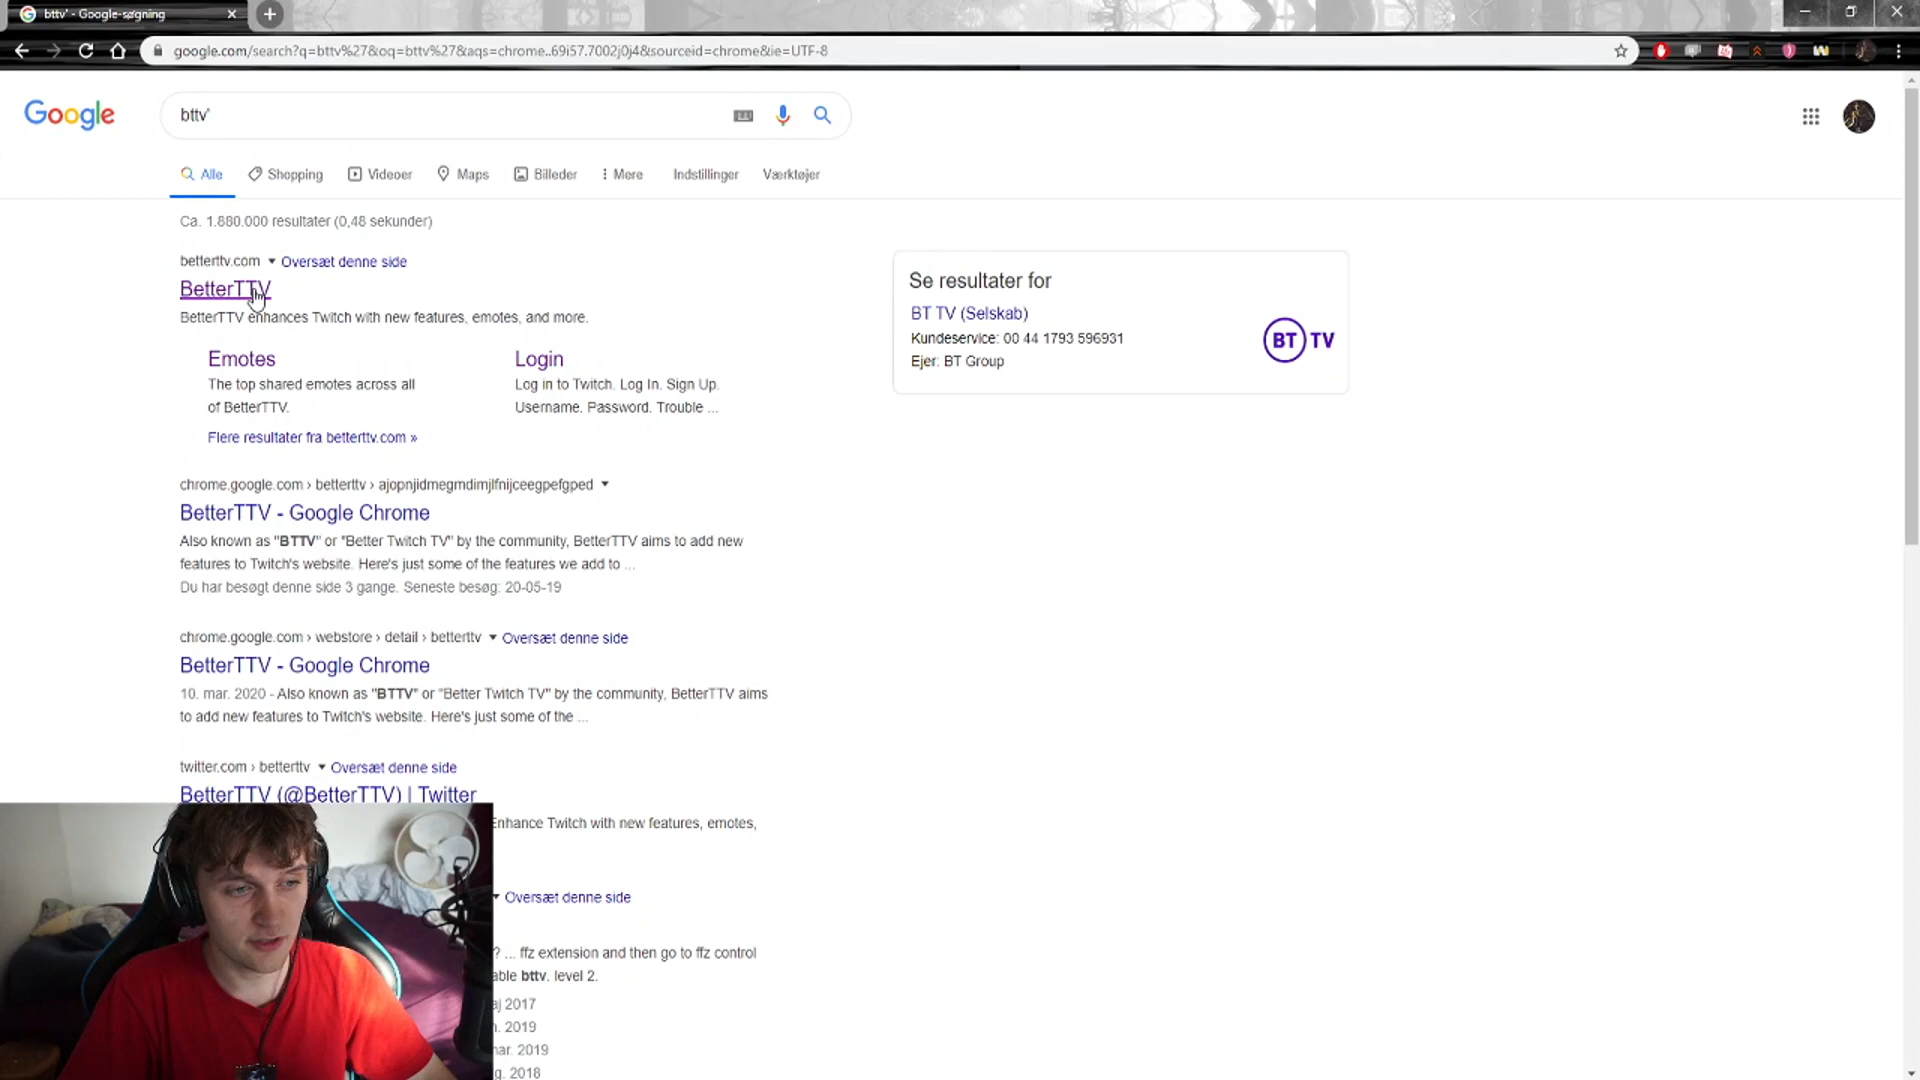 bttv' - Google-søgning
google.com/search?q=bttv%27&oq=bttv%27&aqs=chrome..69i57.7002j0j4&sourceid=chrome&ie=UTF-8
Google
bttv'
Alle Shopping Videoer Maps Billeder Mere Indstillinger Værktøjer
Ca. 1.880.000 resultater (0,48 sekunder)
betterttv.com Oversæt denne side
BetterTTV
BetterTTV enhances Twitch with new features, emotes, and more.
Emotes
The top shared emotes across all
of BetterTTV.
Login
Log in to Twitch. Log In. Sign Up.
Username. Password. Trouble ...
Flere resultater fra betterttv.com »
Se resultater for
BT TV (Selskab)
Kundeservice: 00 44 1793 596931
Ejer: BT Group
BT TV
chrome.google.com › betterttv › ajopnjidmegmdimjlfnijceegpefgped
BetterTTV - Google Chrome
Also known as "BTTV" or "Better Twitch TV" by the community, BetterTTV aims to add new
features to Twitch's website. Here's just some of the features we add to ...
Du har besøgt denne side 3 gange. Seneste besøg: 20-05-19
chrome.google.com › webstore › detail › betterttv Oversæt denne side
BetterTTV - Google Chrome
10. mar. 2020 - Also known as "BTTV" or "Better Twitch TV" by the community, BetterTTV aims
to add new features to Twitch's website. Here's just some of the ...
twitter.com › betterttv Oversæt denne side
BetterTTV (@BetterTTV) | Twitter
Enhance Twitch with new features, emotes,
Oversæt denne side
? ... ffz extension and then go to ffz control
able bttv. level 2.
aj 2017
n. 2019
mar. 2019
g. 2018